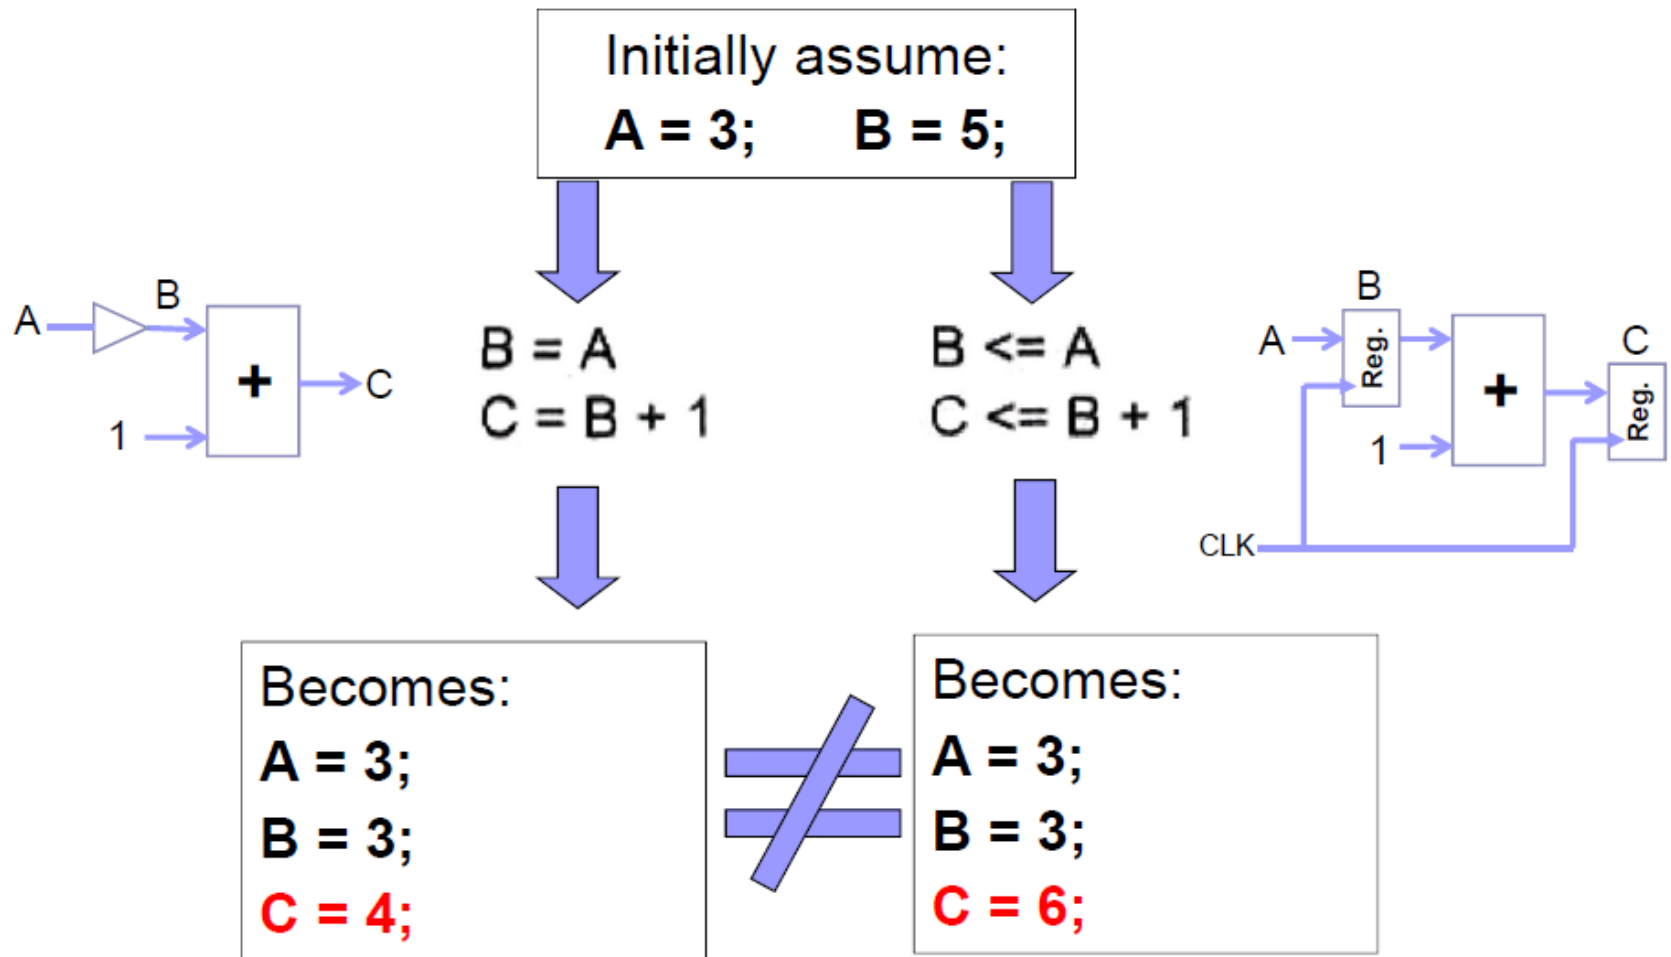 Initially assume:
A = 3; B = 5;
A
B
+
1
C
B = A
C = B + 1
B <= A
C <= B + 1
B
A
Reg.
+
1
C
Reg.
CLK
Becomes:
A = 3;
B = 3;
C = 4;
Becomes:
A = 3;
B = 3;
C = 6;